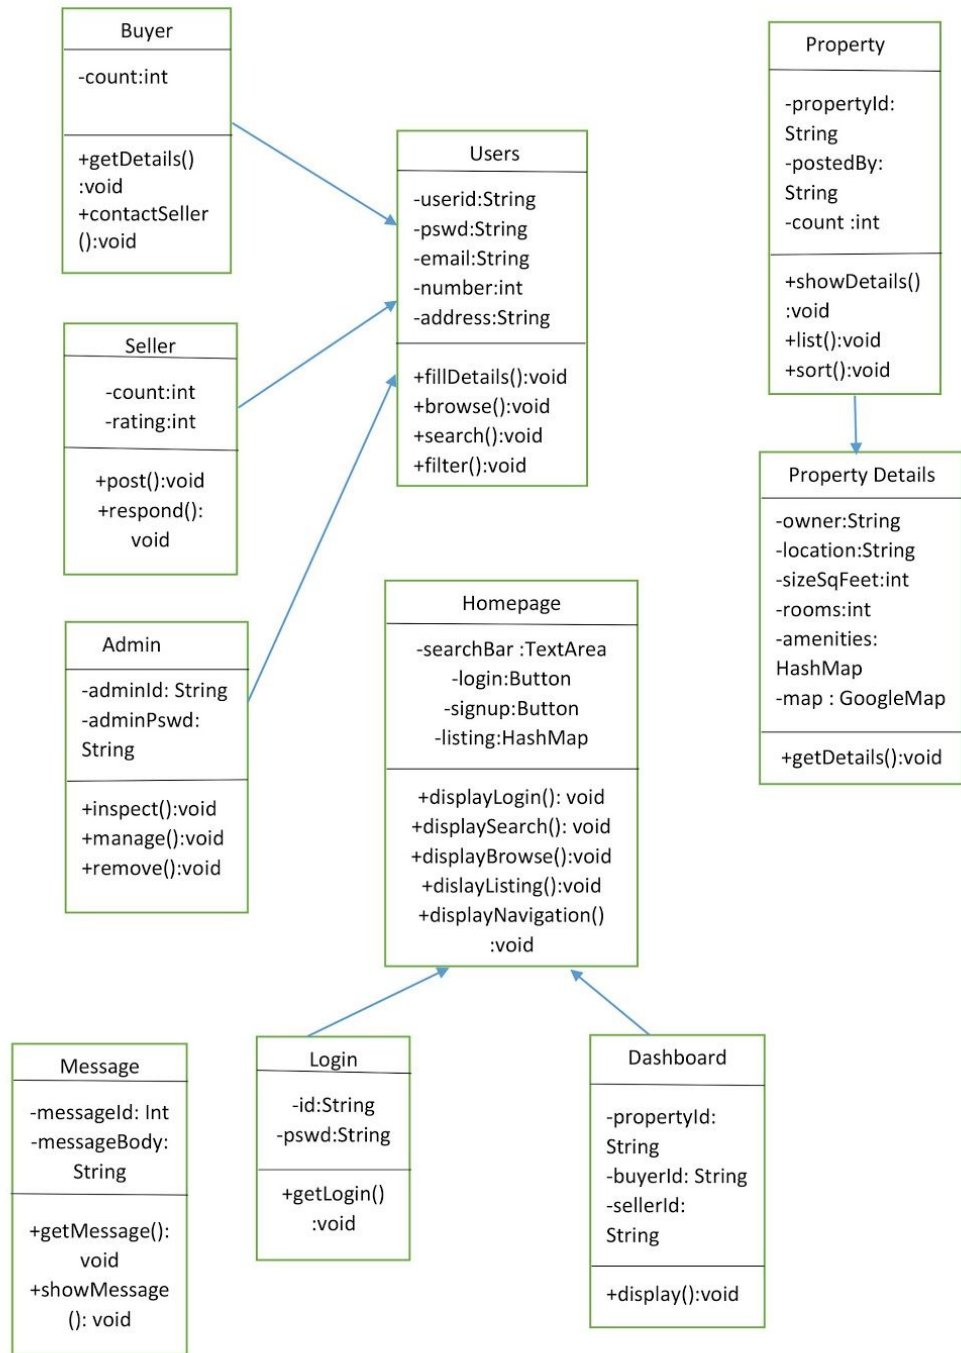 Buyer
-count:int
+getDetails()
:void
+contactSeller
():void
Users
-userid:String
-pswd:String
-email:String
-number:int
-address:String
+fillDetails():void
+browse():void
+search():void
+filter():void
Property
-propertyId:
String
-postedBy:
String
-count :int
+showDetails()
:void
+list():void
+sort():void
Seller
-count:int
-rating:int
+post():void
+respond():
void
Property Details
-owner:String
-location:String
-sizeSqFeet:int
-rooms:int
-amenities:
HashMap
-map : GoogleMap
+getDetails():void
Admin
-adminId: String
-adminPswd:
String
+inspect():void
+manage():void
+remove():void
Homepage
-searchBar :TextArea
-login:Button
-signup:Button
-listing:HashMap
+displayLogin(): void
+displaySearch(): void
+displayBrowse():void
+dislayListing():void
+displayNavigation()
:void
Message
-messageId: Int
-messageBody:
String
+getMessage():
void
+showMessage
(): void
Login
-id:String
-pswd:String
+getLogin()
:void
Dashboard
-propertyId:
String
-buyerId: String
-sellerId:
String
+display():void